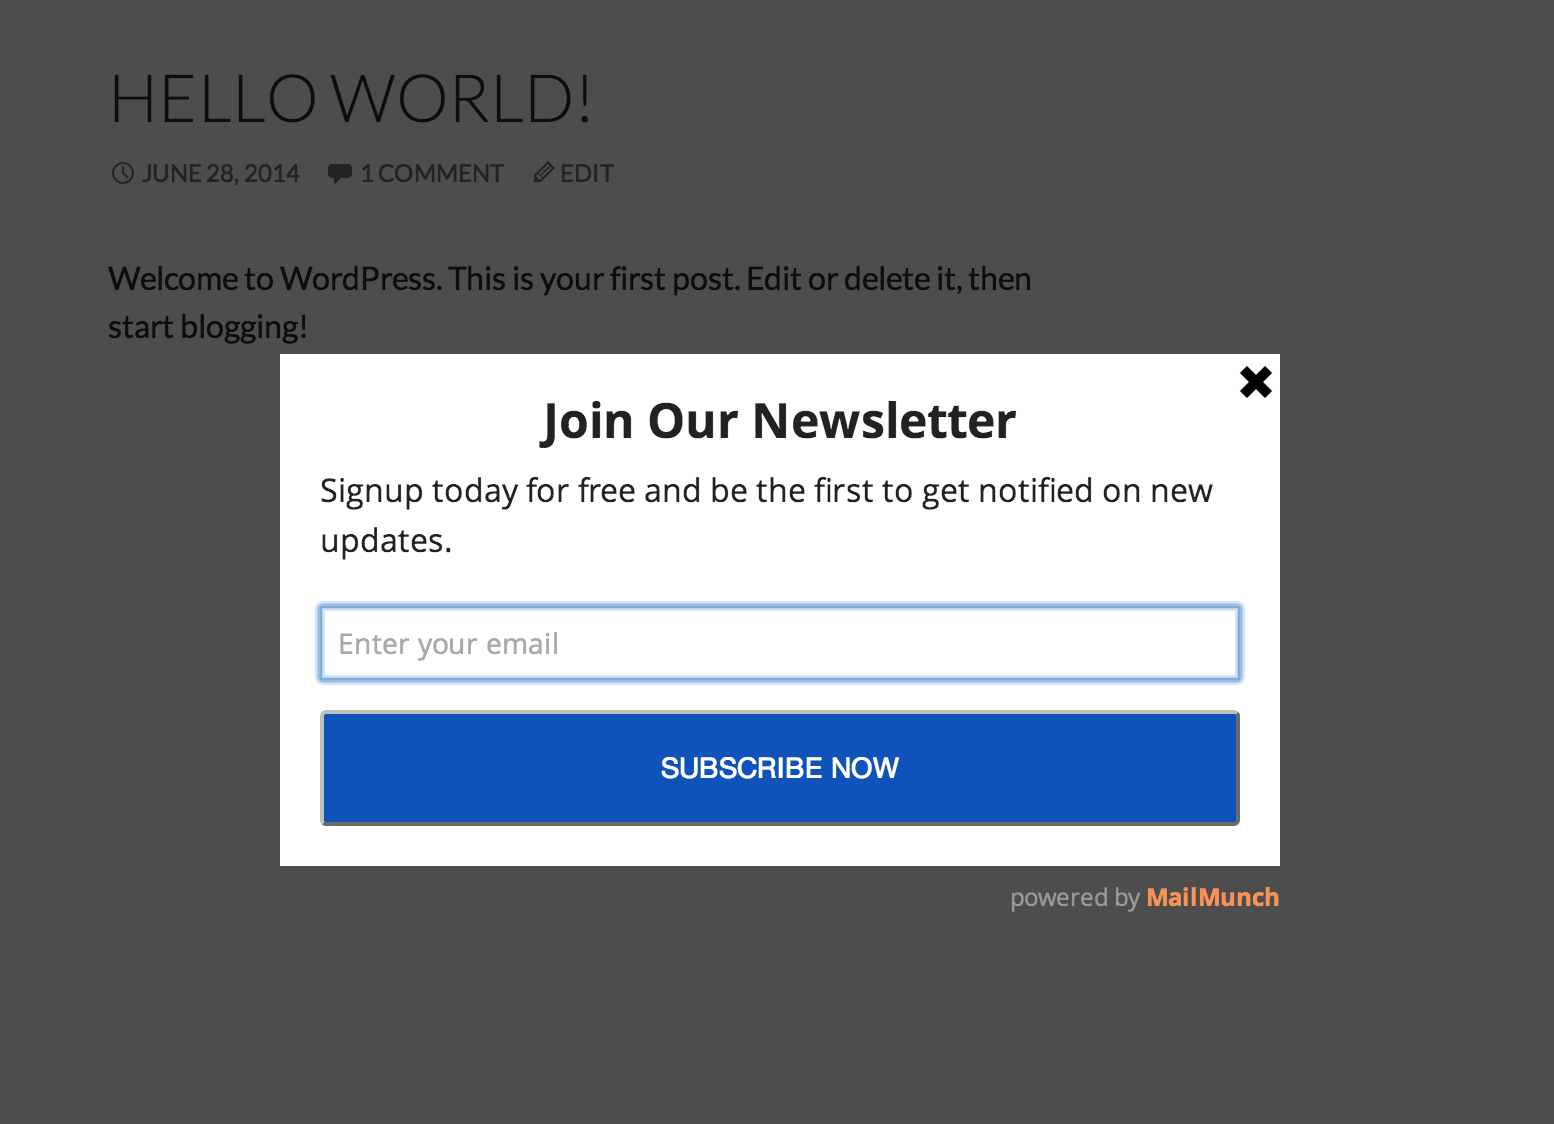 HELLO WORLD!
JUNE 28, 2014 1 COMMENT EDIT
Welcome to WordPress. This is your first post. Edit or delete it, then
start blogging!
Join Our Newsletter
Signup today for free and be the first to get notified on new
updates.
Enter your email
SUBSCRIBE NOW
powered by MailMunch